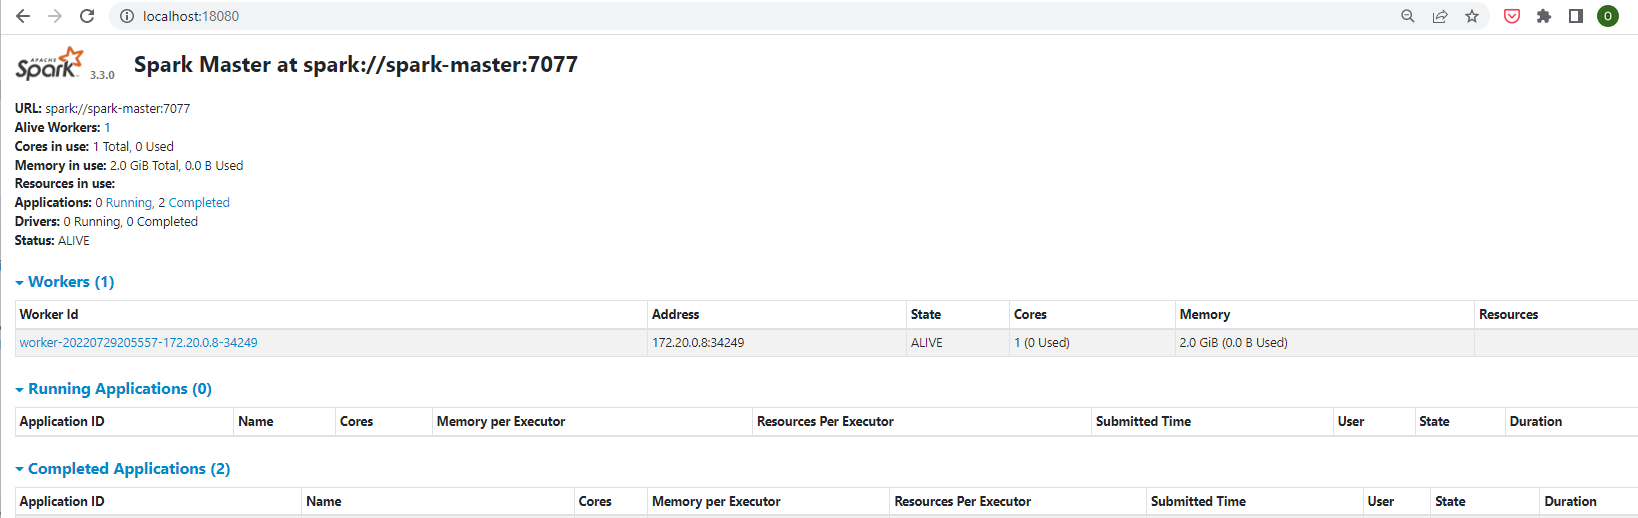 localhost:18080
O
APACHE Spark 3.3.0 Spark Master at spark://spark-master:7077
URL: spark://spark-master:7077
Alive Workers: 1
Cores in use: 1 Total, 0 Used
Memory in use: 2.0 GiB Total, 0.0 B Used
Resources in use:
Applications: 0 Running, 2 Completed
Drivers: 0 Running, 0 Completed
Status: ALIVE
Workers (1)
Worker Id Address State Cores Memory Resources
worker-20220729205557-172.20.0.8-34249 172.20.0.8:34249 ALIVE 1 (0 Used) 2.0 GiB (0.0 B Used)
Running Applications (0)
Application ID Name Cores Memory per Executor Resources Per Executor Submitted Time User State Duration
Completed Applications (2)
Application ID Name Cores Memory per Executor Resources Per Executor Submitted Time User State Duration